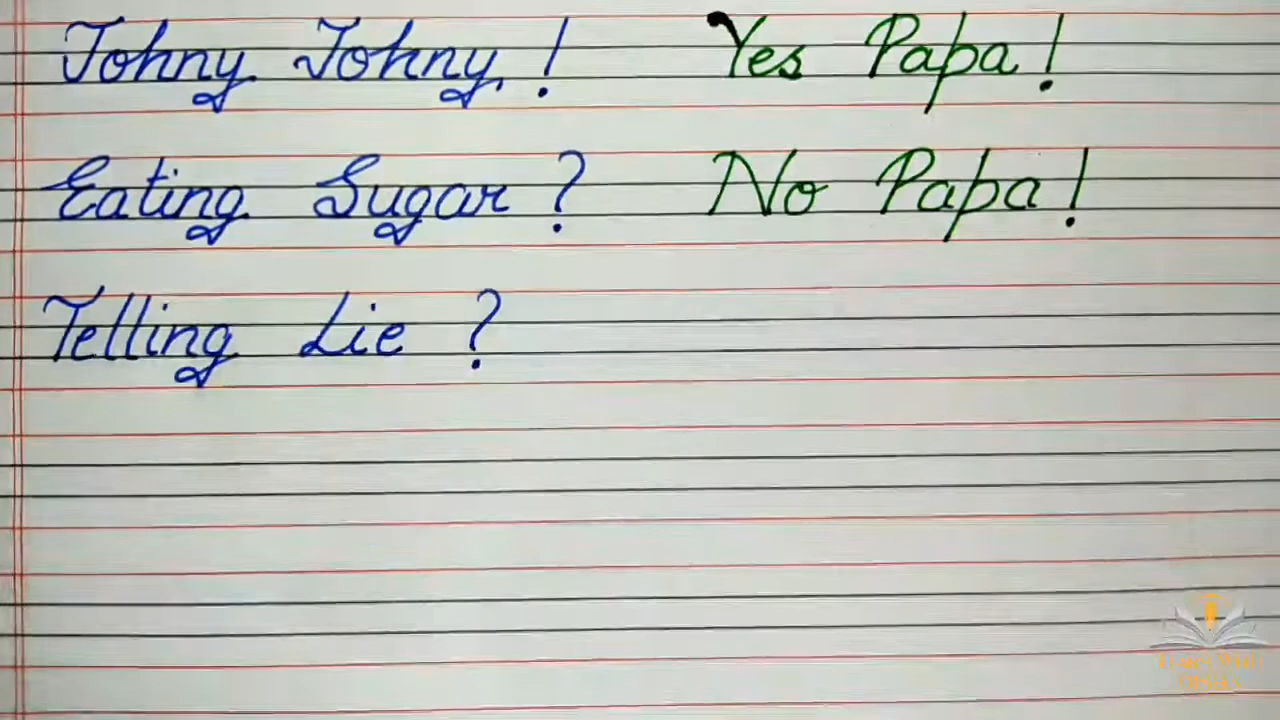 Johny Johny, ! Yes Papa !
Eating Sugar ? No Papa !
Telling Lie ?